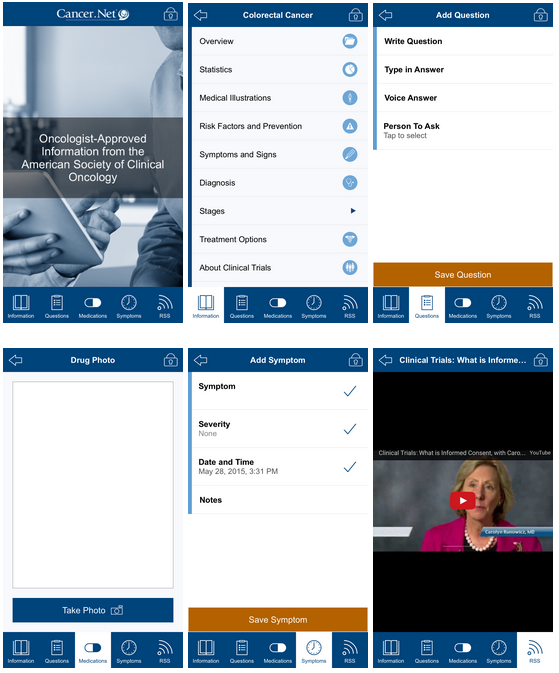 Cancer.Net
Oncologist-Approved
Information from the
American Society of Clinical
Oncology
Information Questions Medications Symptoms RSS
Colorectal Cancer
Overview
Statistics
Medical Illustrations
Risk Factors and Prevention
Symptoms and Signs
Diagnosis
Stages
Treatment Options
About Clinical Trials
Information Questions Medications Symptoms RSS
Add Question
Write Question
Type in Answer
Voice Answer
Person To Ask
Tap to select
Save Question
Information Questions Medications Symptoms RSS
Drug Photo
Take Photo
Information Questions Medications Symptoms RSS
Add Symptom
Symptom
Severity
None
Date and Time
May 28, 2015, 3:31 PM
Notes
Save Symptom
Information Questions Medications Symptoms RSS
Clinical Trials: What is Informe...
Clinical Trials: What is Informed Consent, with Caro... YouTube
Information Questions Medications Symptoms RSS